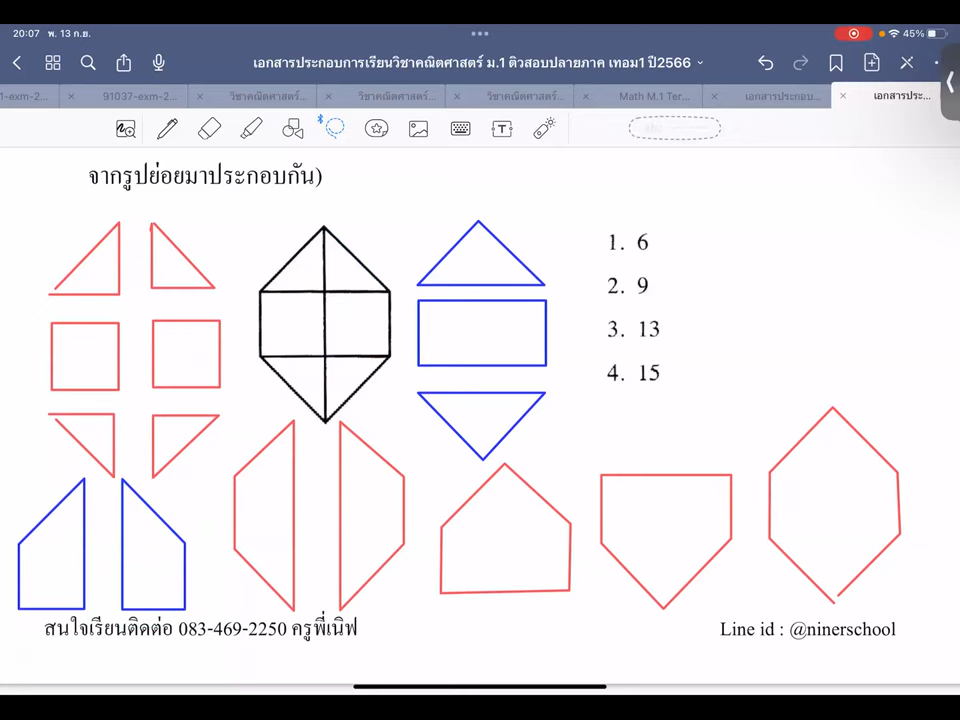 20:07 พ. 13 ก.ย.
45%
เอกสารประกอบการเรียนวิชาคณิตศาสตร์ ม.1 ติวสอบปลายภาค เทอม1 ปี2566
1-exm-2...
91037-exm-2...
วิชาคณิตศาสตร์...
วิชาคณิตศาสตร์...
วิชาคณิตศาสตร์...
Math M.1 Ter...
เอกสารประกอบ...
เอกสารประ...
จากรูปย่อยมาประกอบกัน)
1. 6
2. 9
3. 13
4. 15
สนใจเรียนติดต่อ 083-469-2250 ครูพี่เนิฟ
Line id : @ninerschool